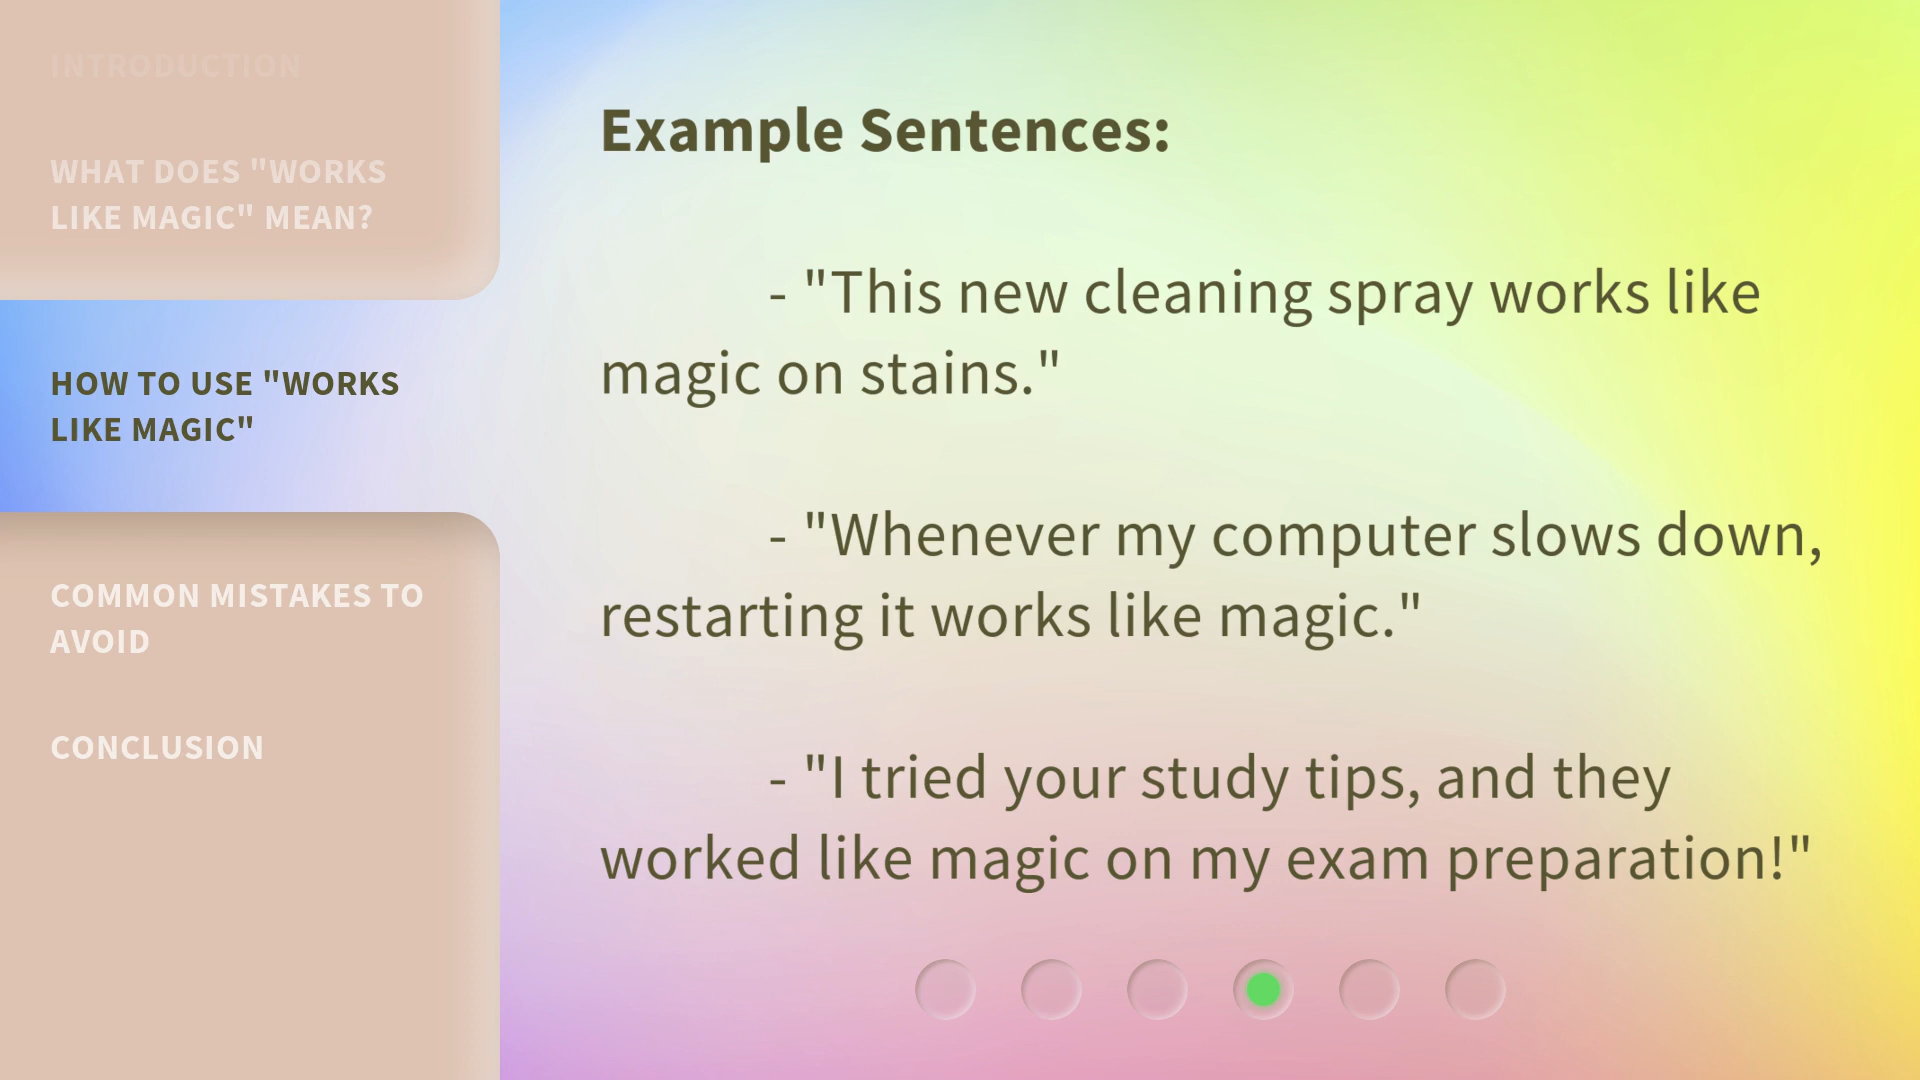 INTRODUCTION
WHAT DOES "WORKS
LIKE MAGIC" MEAN?
HOW TO USE "WORKS
LIKE MAGIC"
COMMON MISTAKES TO
AVOID
CONCLUSION
Example Sentences:
- "This new cleaning spray works like
magic on stains."
- "Whenever my computer slows down,
restarting it works like magic."
- "I tried your study tips, and they
worked like magic on my exam preparation!"